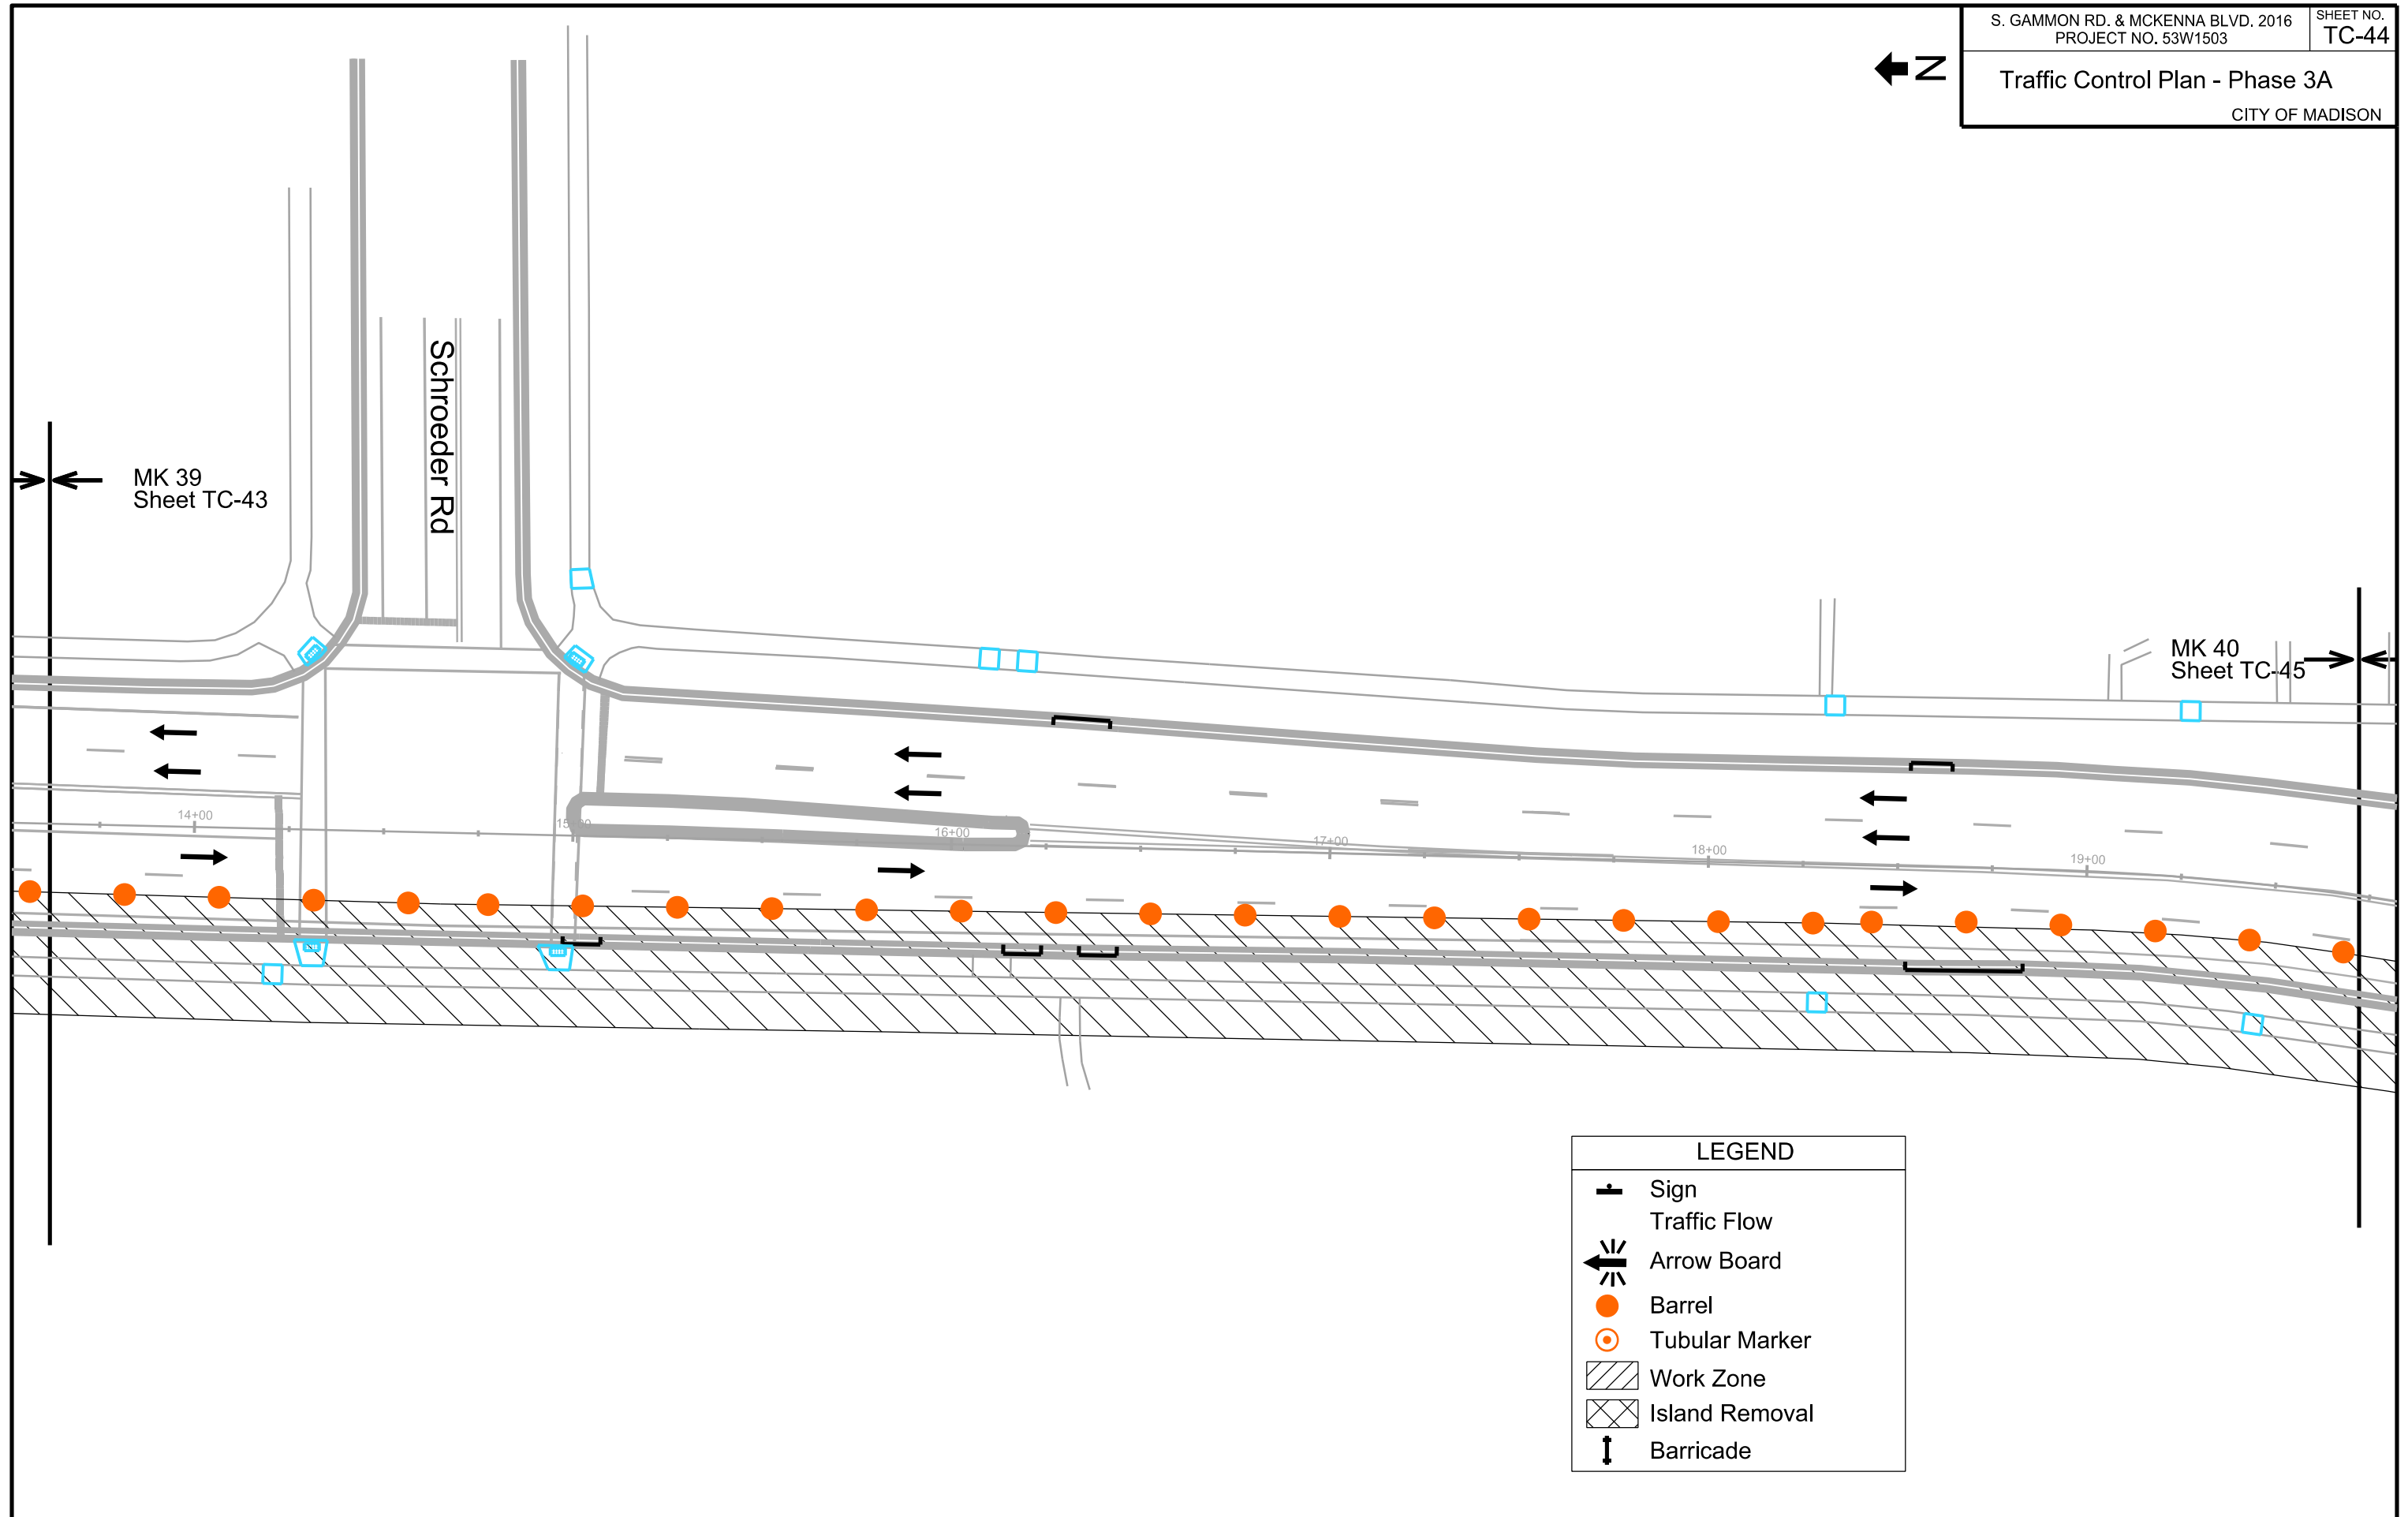 S. GAMMON RD. & MCKENNA BLVD. 2016
PROJECT NO. 53W1503
SHEET NO.
TC-44
Traffic Control Plan - Phase 3A
CITY OF MADISON
N
Schroeder Rd
MK 39
Sheet TC-43
MK 40
Sheet TC-45
14+00
15+00
16+00
17+00
18+00
19+00
LEGEND
Sign
Traffic Flow
Arrow Board
Barrel
Tubular Marker
Work Zone
Island Removal
Barricade